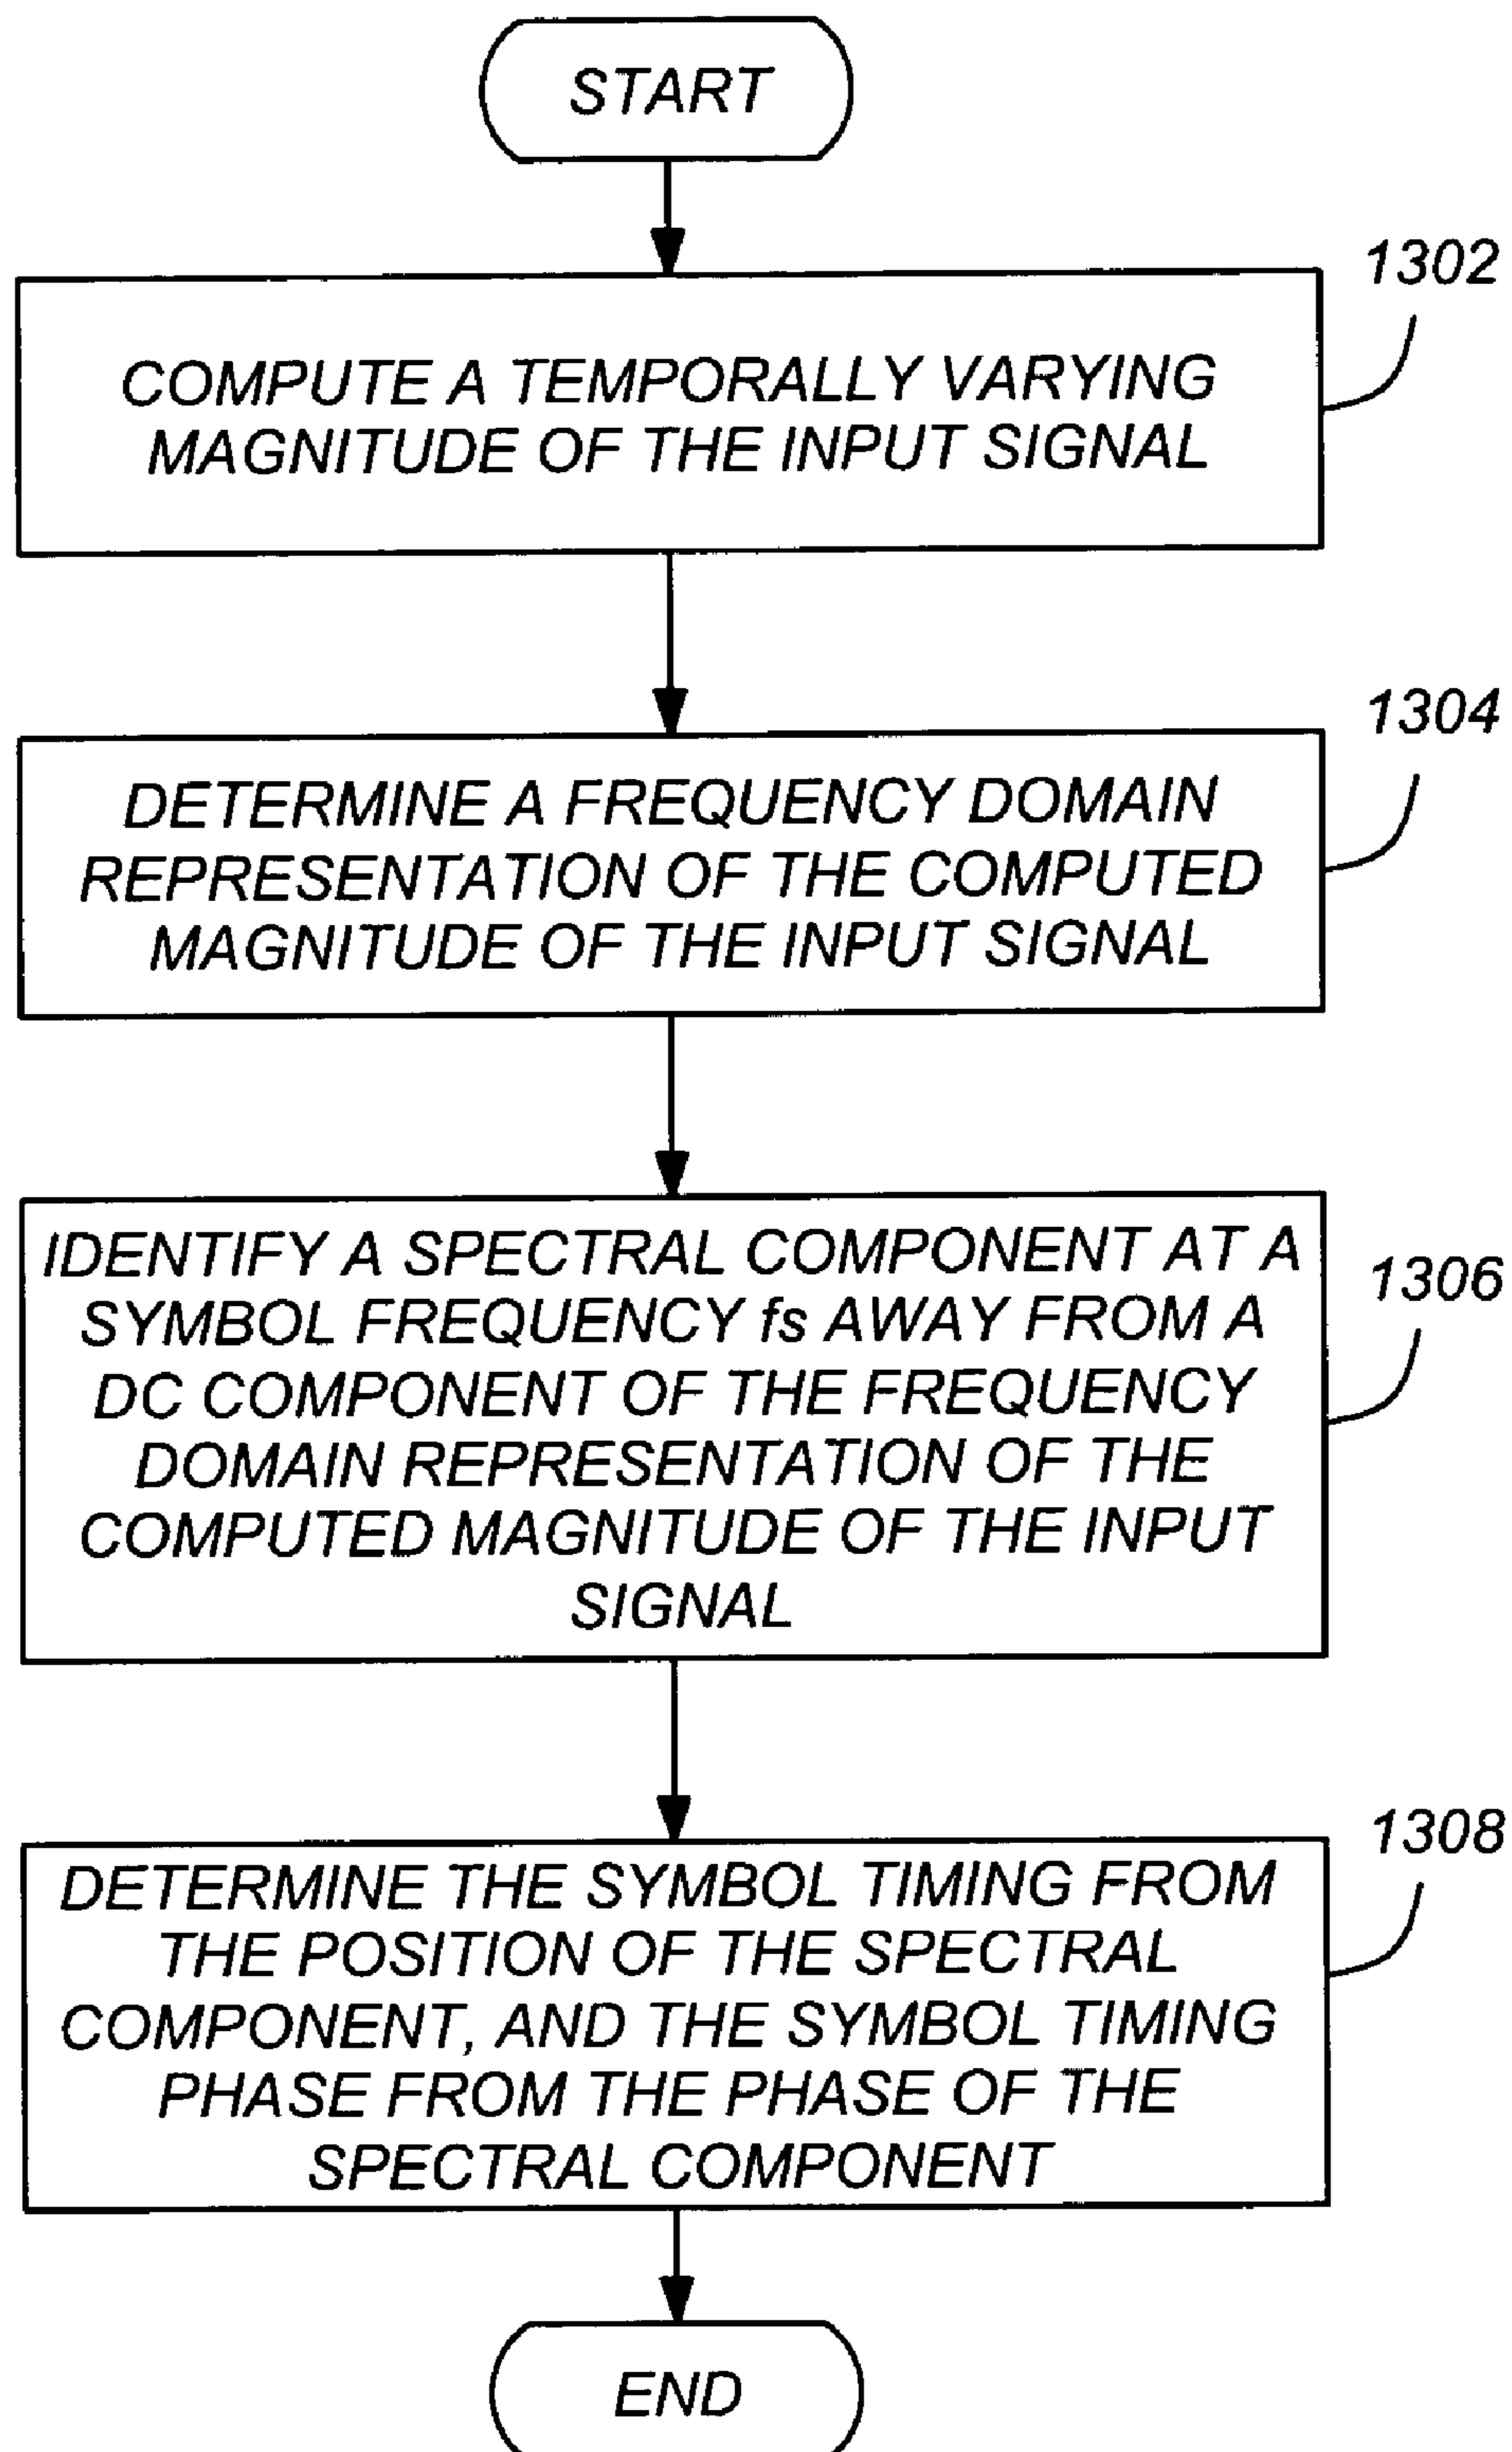 START
1302
COMPUTE A TEMPORALLY VARYING
MAGNITUDE OF THE INPUT SIGNAL
1304
DETERMINE A FREQUENCY DOMAIN
REPRESENTATION OF THE COMPUTED
MAGNITUDE OF THE INPUT SIGNAL
1306
IDENTIFY A SPECTRAL COMPONENT AT A
SYMBOL FREQUENCY fs AWAY FROM A
DC COMPONENT OF THE FREQUENCY
DOMAIN REPRESENTATION OF THE
COMPUTED MAGNITUDE OF THE INPUT
SIGNAL
1308
DETERMINE THE SYMBOL TIMING FROM
THE POSITION OF THE SPECTRAL
COMPONENT, AND THE SYMBOL TIMING
PHASE FROM THE PHASE OF THE
SPECTRAL COMPONENT
END